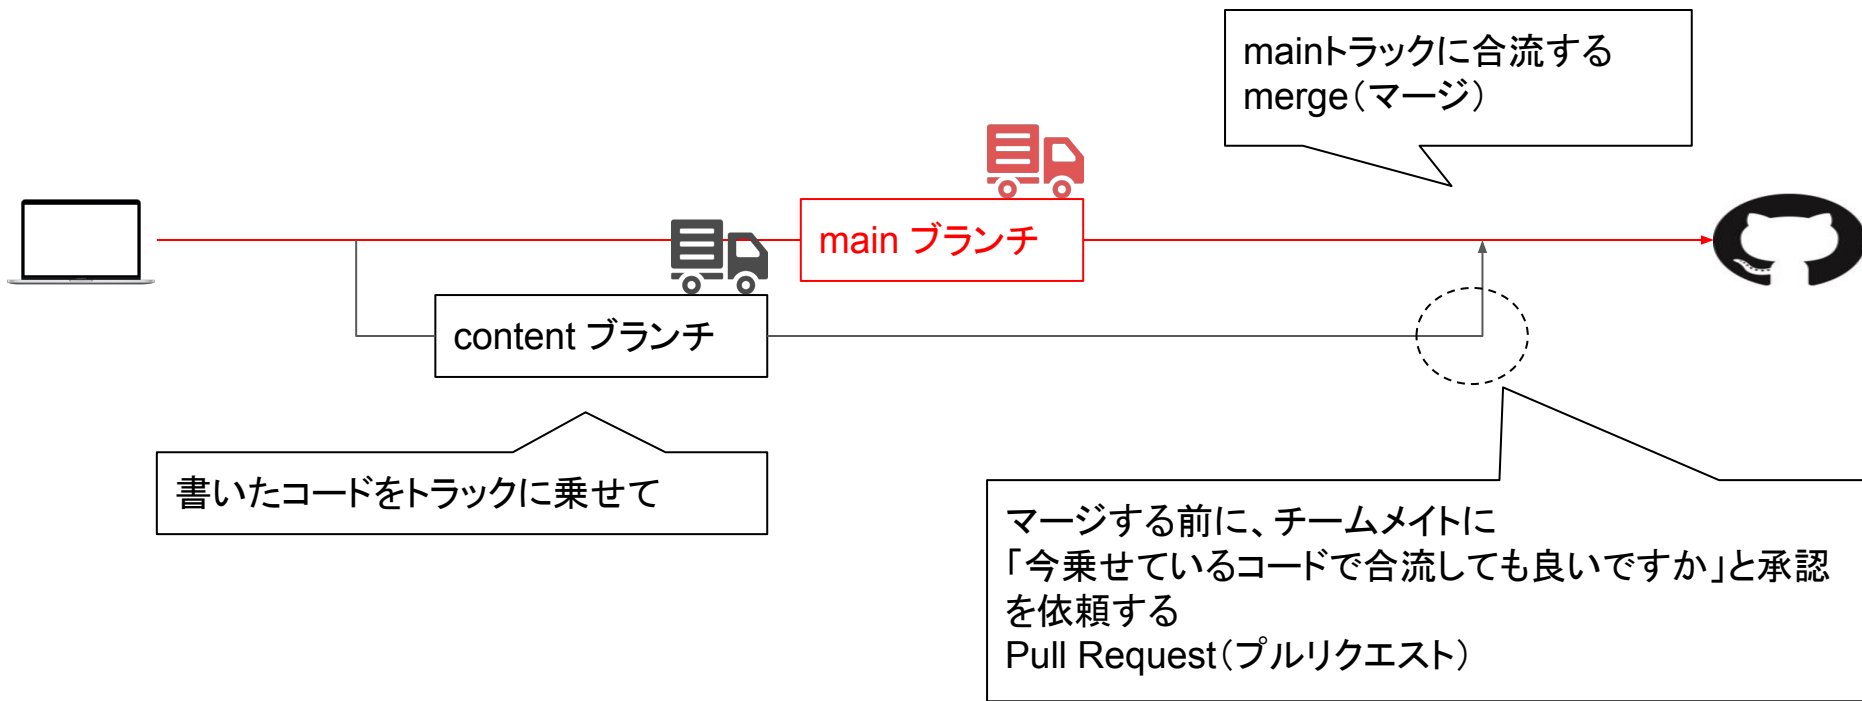 mainトラックに合流する
merge（マージ）
main ブランチ
content ブランチ
書いたコードをトラックに乗せて
マージする前に、チームメイトに
「今乗せているコードで合流しても良いですか」と承認
を依頼する
Pull Request（プルリクエスト）